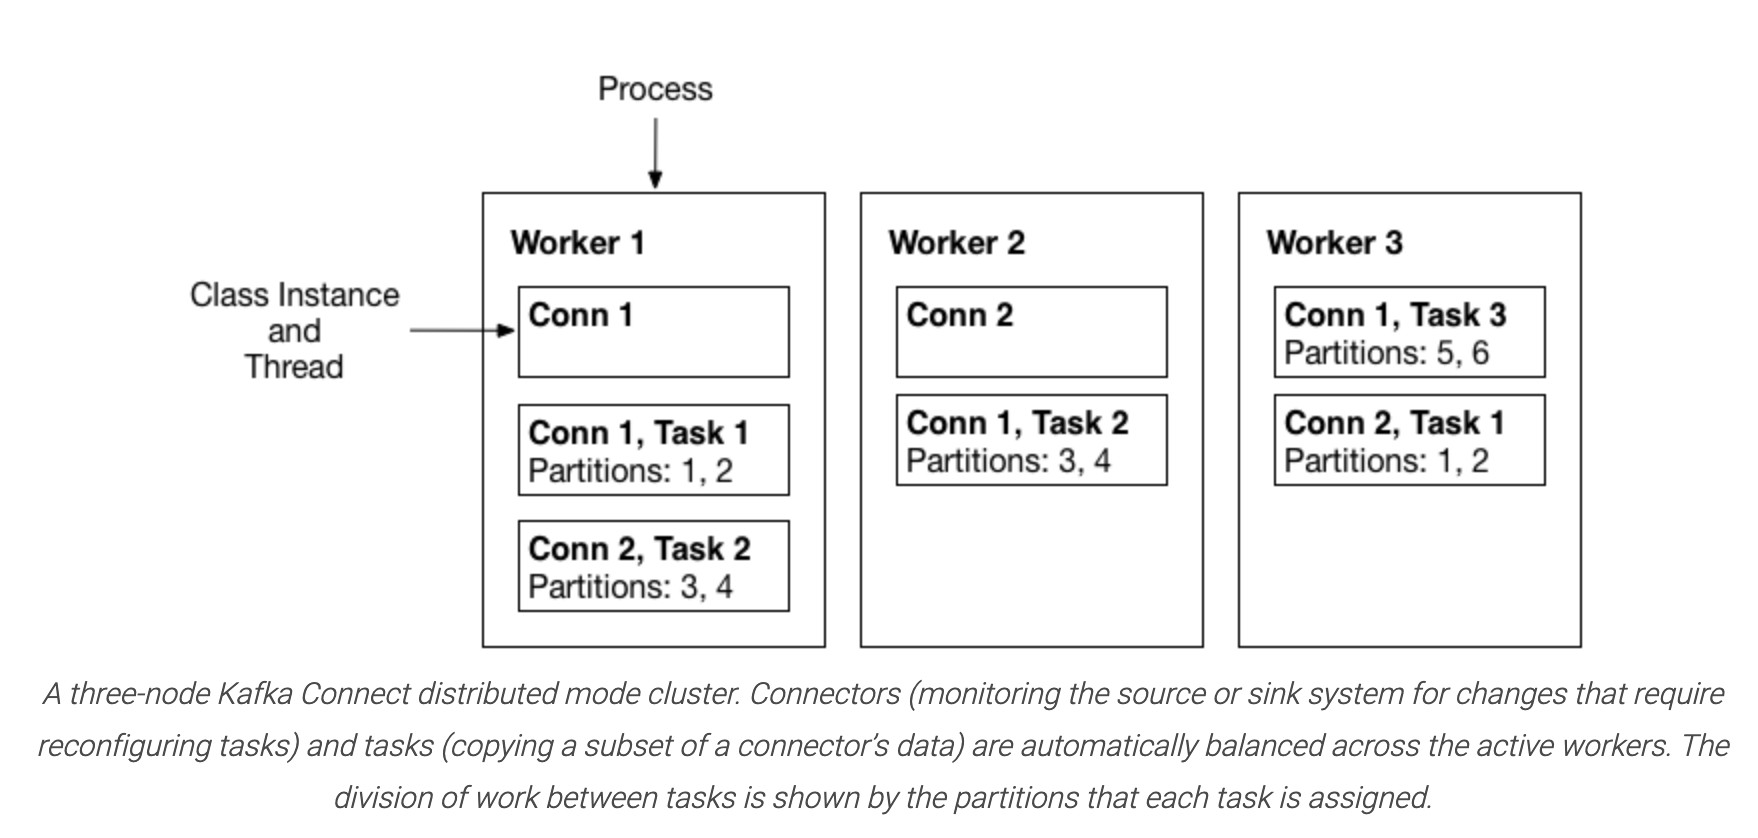 Process
Worker 1
Worker 2
Worker 3
Class Instance
and
Thread
Conn 1
Conn 1, Task 1
Partitions: 1, 2
Conn 2, Task 2
Partitions: 3, 4
Conn 2
Conn 1, Task 2
Partitions: 3, 4
Conn 1, Task 3
Partitions: 5, 6
Conn 2, Task 1
Partitions: 1, 2
A three-node Kafka Connect distributed mode cluster. Connectors (monitoring the source or sink system for changes that require
reconfiguring tasks) and tasks (copying a subset of a connector’s data) are automatically balanced across the active workers. The
division of work between tasks is shown by the partitions that each task is assigned.